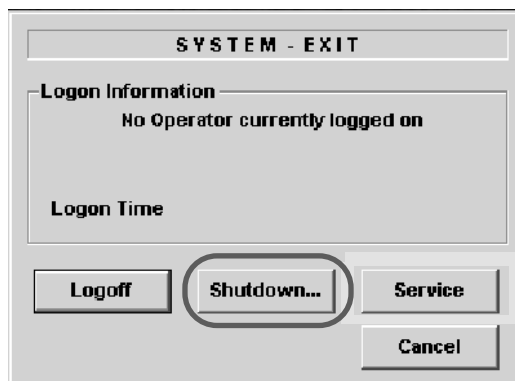 SYSTEM - EXIT
Logon Information
No Operator currently logged on
Logon Time
Logoff
Shutdown...
Service
Cancel